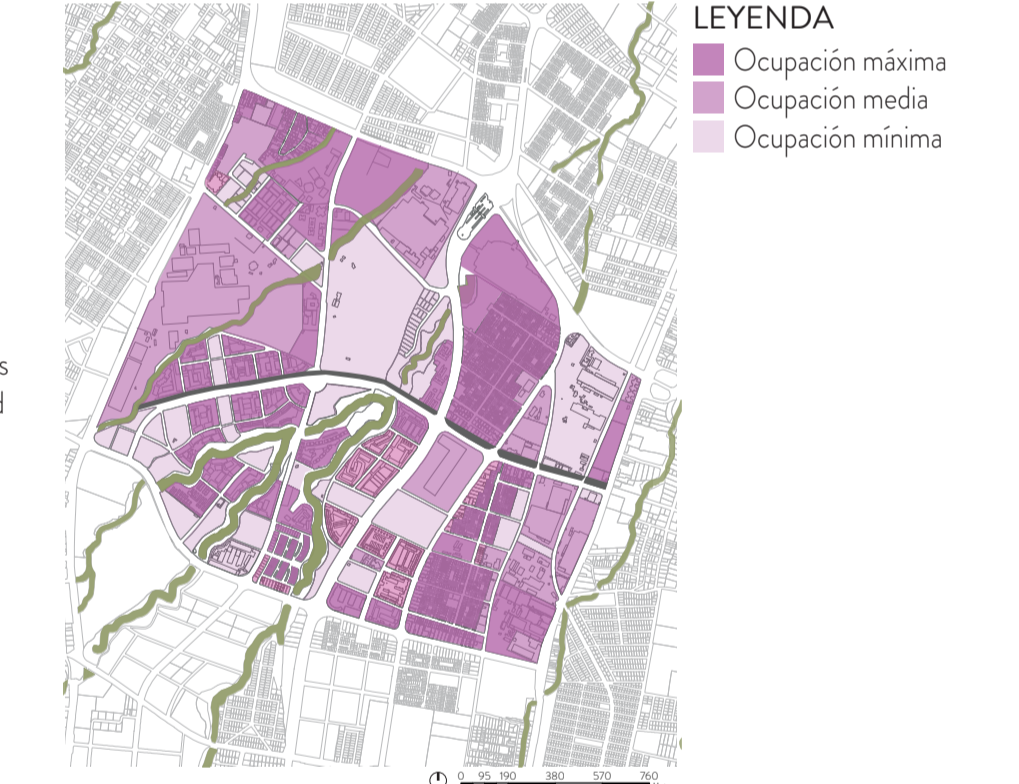 LEYENDA
Ocupación máxima
Ocupación media
Ocupación mínima
s
d
0 95 190 380 570 760